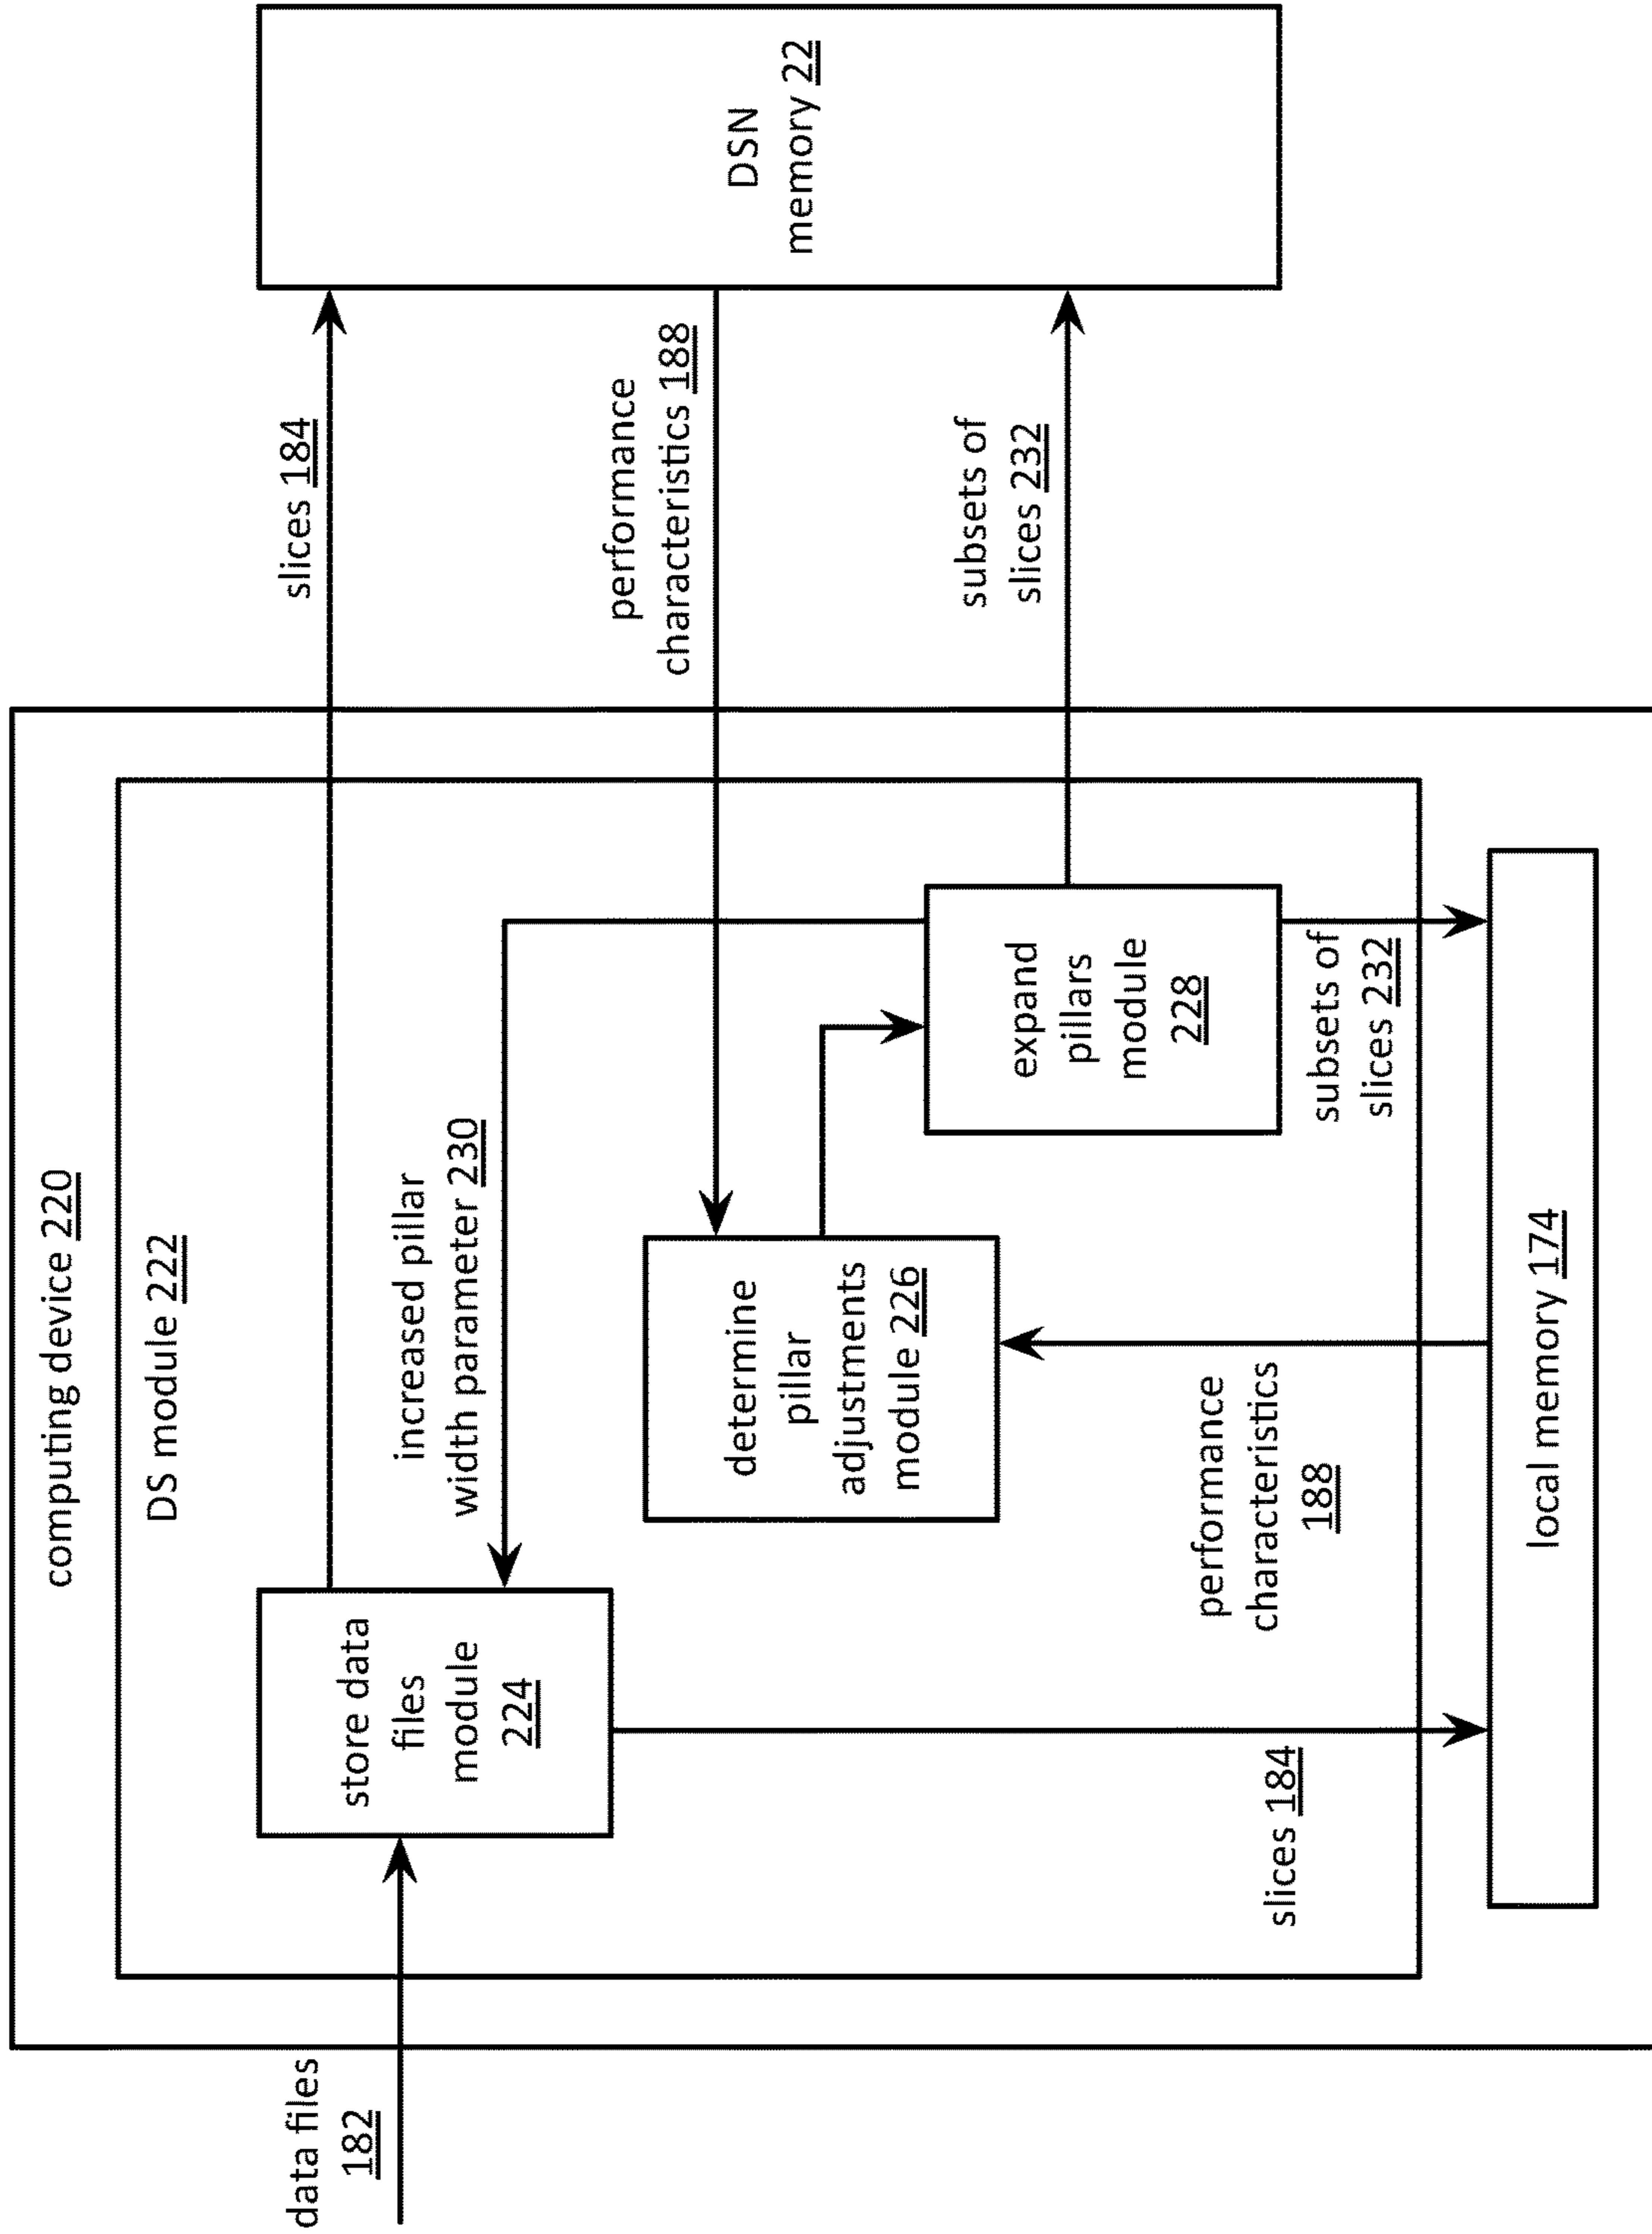 computing device 220
DS module 222
data files
182
store data
files
module
224
slices 184
increased pillar
width parameter 230
performance
characteristics 188
DSN
memory 22
determine
pillar
adjustments
module 226
expand
pillars
module
228
subsets of
slices 232
slices 184
performance
characteristics
188
subsets of
slices 232
local memory 174